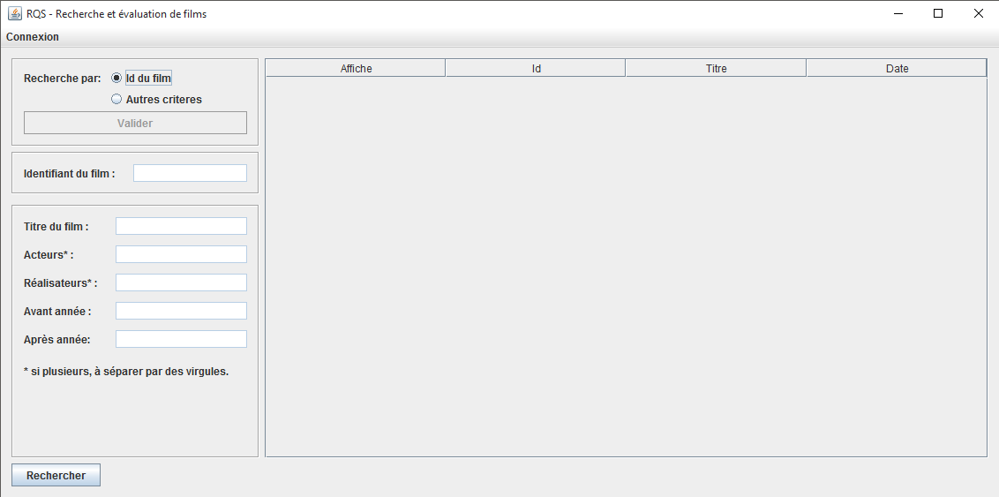 RQS - Recherche et évaluation de films
Connexion
Recherche par: Id du film
Autres criteres
Valider
Identifiant du film :
Titre du film :
Acteurs* :
Réalisateurs* :
Avant année :
Après année:
* si plusieurs, à séparer par des virgules.
Rechercher
Affiche Id Titre Date